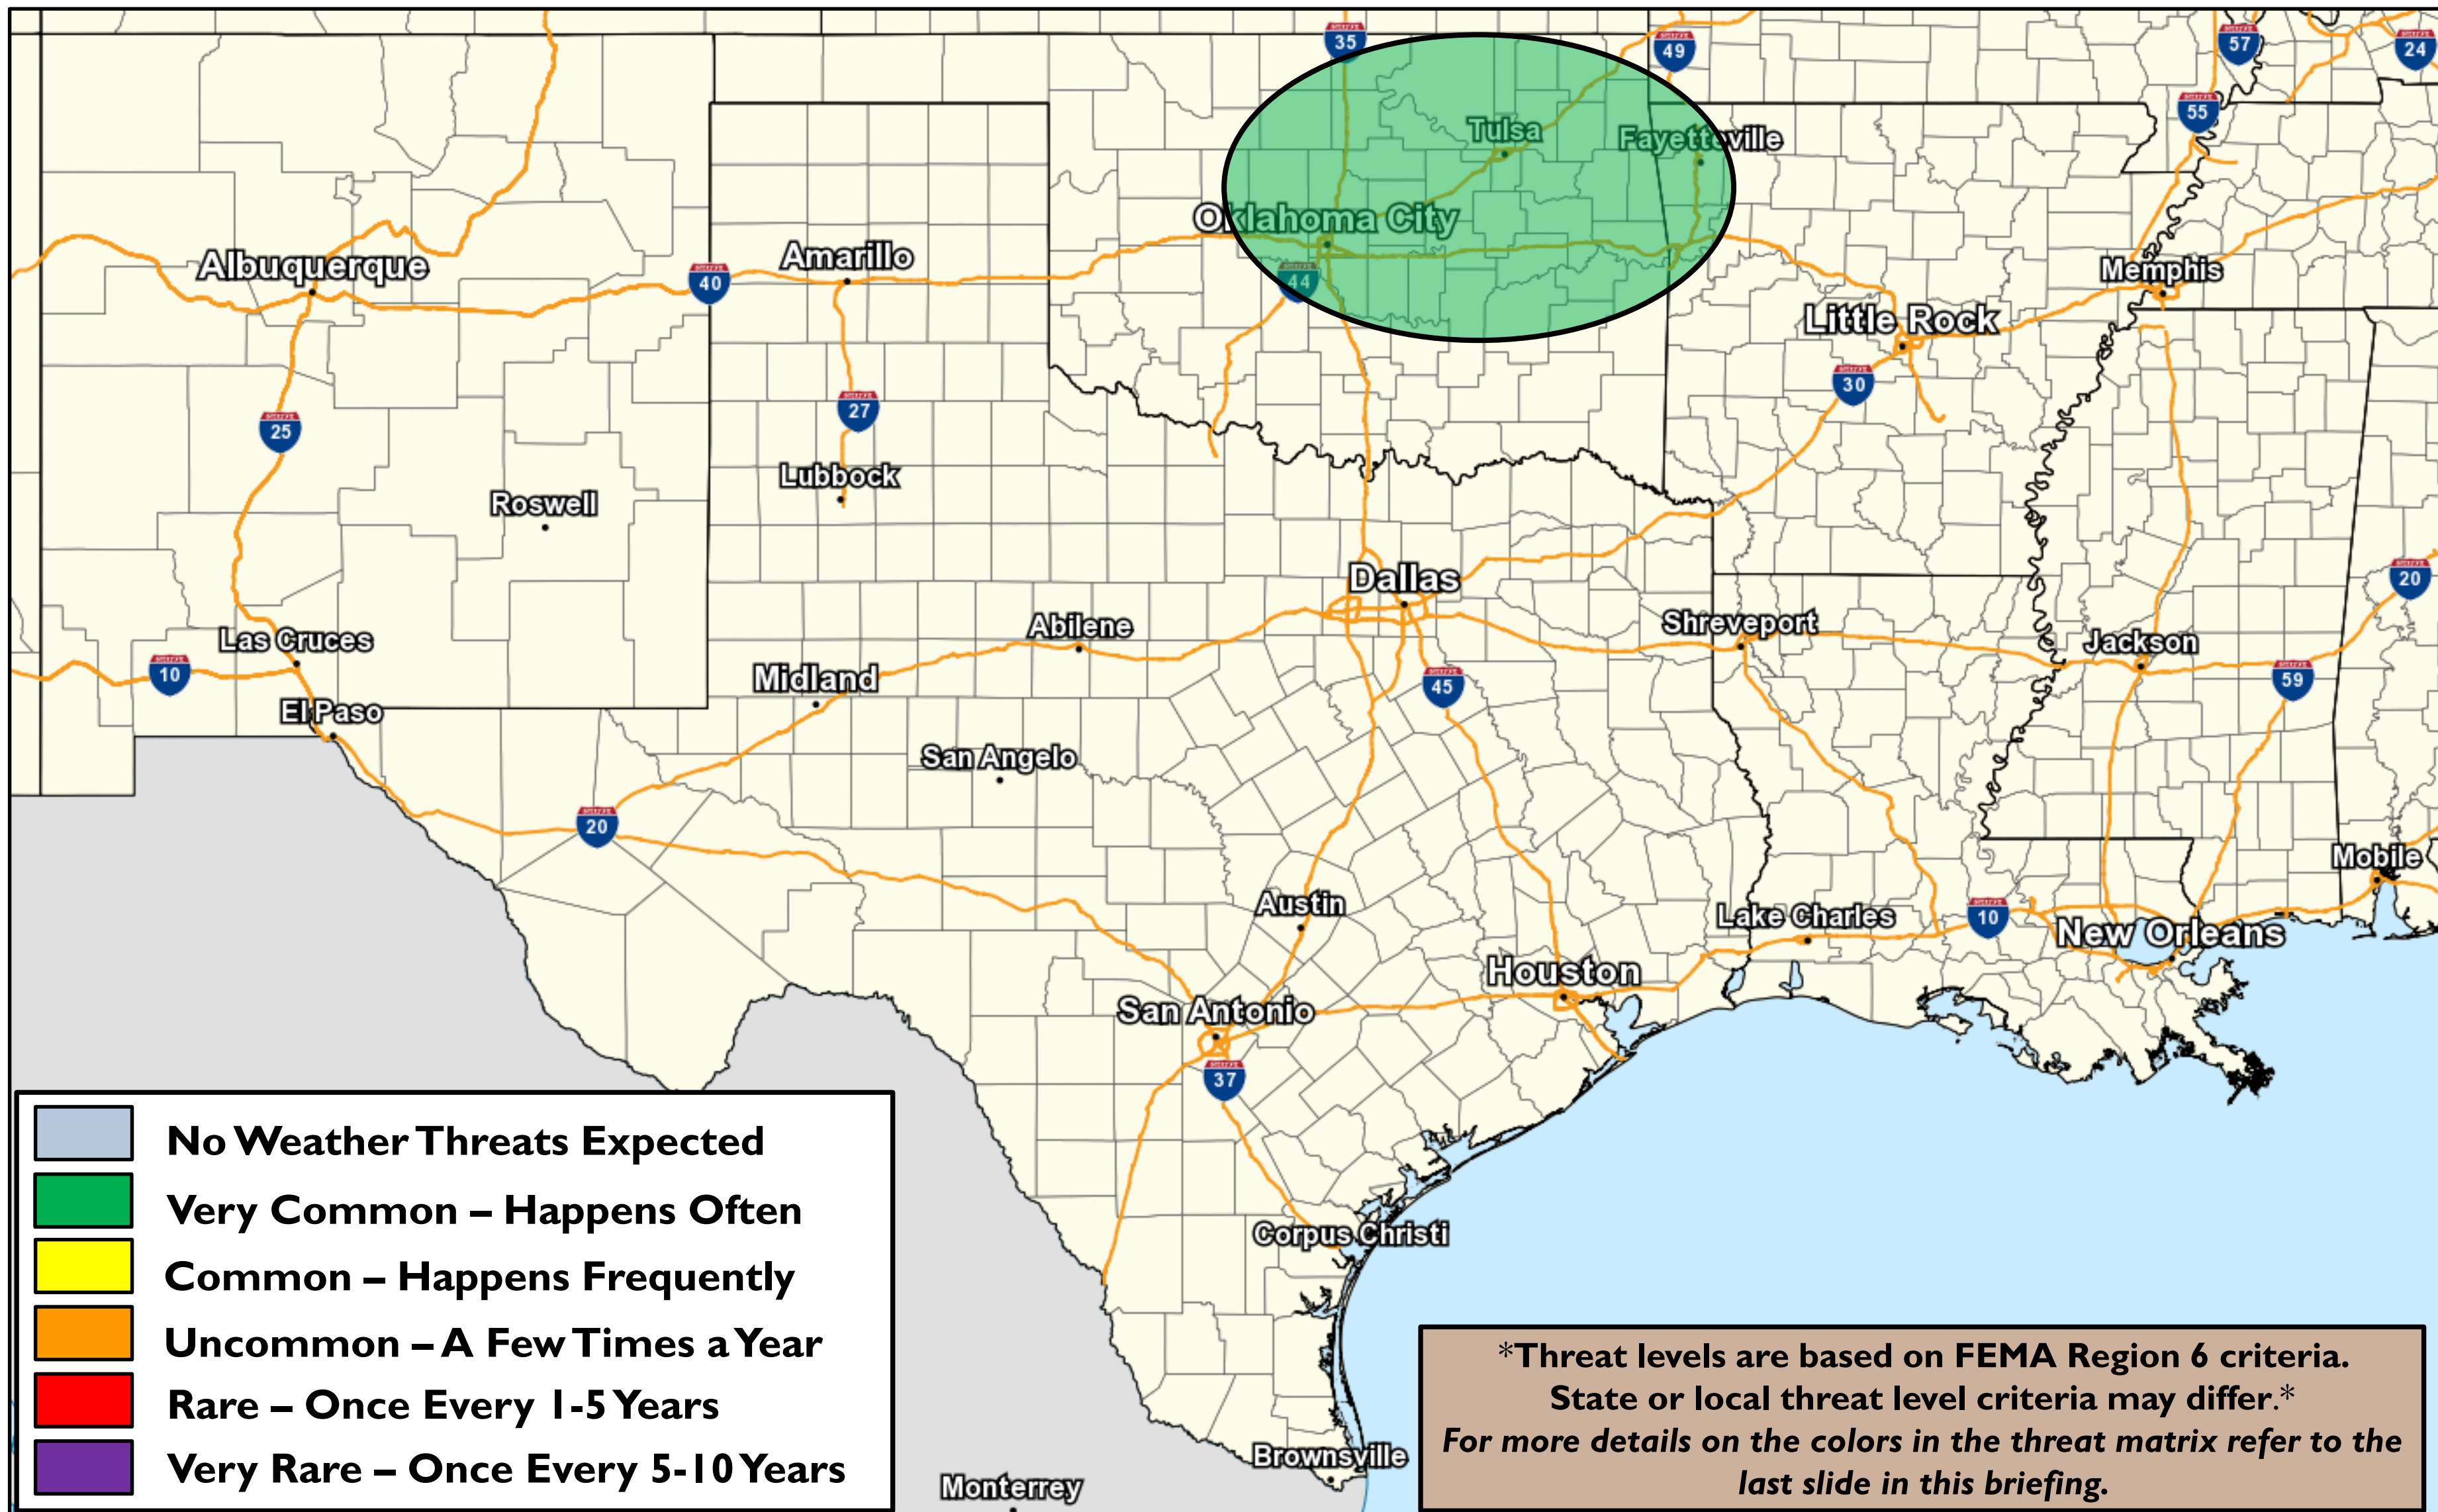 35
49
57
24
55
Tulsa
Fayetteville
Oklahoma City
Albuquerque
Amarillo
40
44
Memphis
Little Rock
30
27
25
Lubbock
Roswell
Dallas
20
Abilene
Shreveport
Las Cruces
Jackson
10
Midland
45
59
El Paso
San Angelo
20
Mobile
Austin
Lake Charles
10
New Orleans
Houston
San Antonio
37
Corpus Christi
Brownsville
Monterrey
No Weather Threats Expected
Very Common – Happens Often
Common – Happens Frequently
Uncommon – A Few Times a Year
Rare – Once Every 1-5 Years
Very Rare – Once Every 5-10 Years
*Threat levels are based on FEMA Region 6 criteria.
State or local threat level criteria may differ.*
For more details on the colors in the threat matrix refer to the
last slide in this briefing.